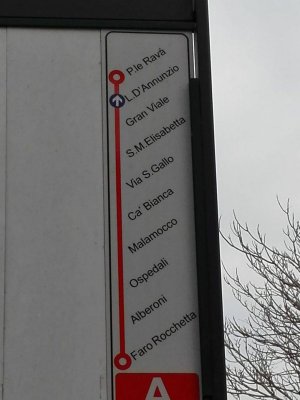 P.le Ravà
L.D'Annunzio
Gran Viale
S.M.Elisabetta
Via S.Gallo
Ca' Bianca
Malamocco
Ospedali
Alberoni
Faro Rocchetta
A